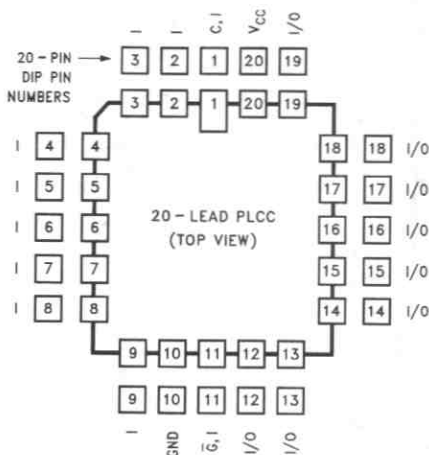 I I C, I VCC I/O
20-PIN DIP PIN NUMBERS
3 2 1 20 19
3 2 1 20 19
I 4 4 18 18 I/O
I 5 5 17 17 I/O
I 6 6 16 16 I/O
I 7 7 15 15 I/O
I 8 8 14 14 I/O
20-LEAD PLCC
(TOP VIEW)
9 10 11 12 13
9 10 11 12 13
I GND G̅, I I/O I/O